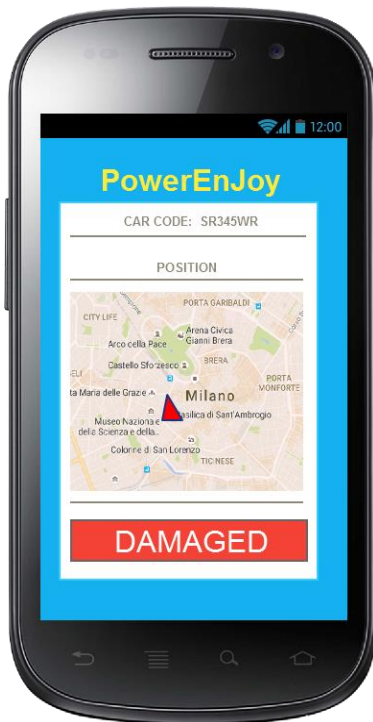 12:00
PowerEnJoy
CAR CODE: SR345WR
POSITION
PORTA GARIBALDI
CITY LIFE
Arena Civica
Gianni Brera
Arco della Pace
BRERA
Castello Sforzesco
PORTA
MONFORTE
ta Maria delle Grazie
Milano
asilica di Sant'Ambrogio
Museo Nazionale
della Scienza e della..
Colonne di San Lorenzo
TICINESE
DAMAGED